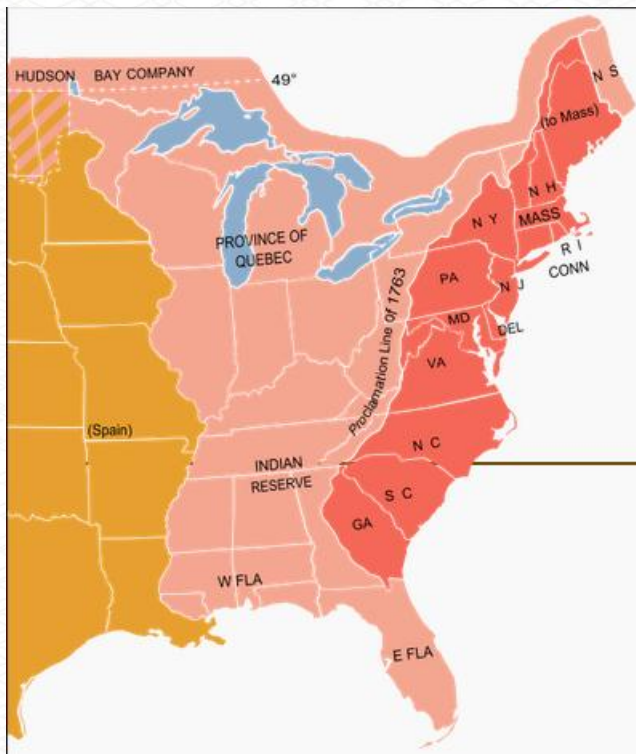 HUDSON BAY COMPANY
49°
N S
(to Mass)
N H
N Y
MASS
R I
CONN
PROVINCE OF
QUEBEC
PA
N J
Proclamation Line of 1763
MD
DEL
VA
(Spain)
N C
INDIAN
RESERVE
S C
GA
W FLA
E FLA